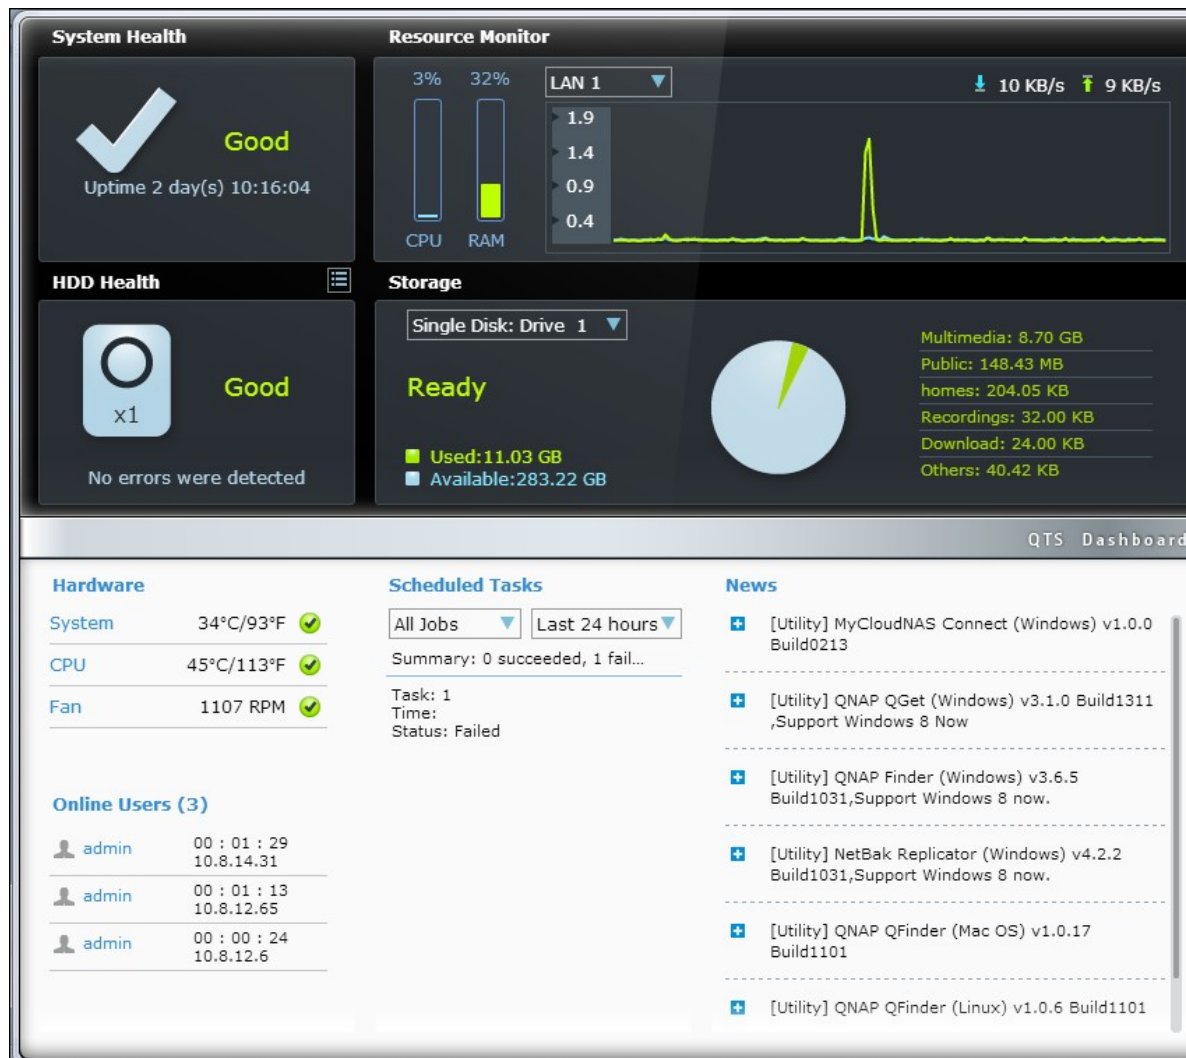 System Health
Good
Uptime 2 day(s) 10:16:04
Resource Monitor
3% 32%
CPU RAM
LAN 1
10 KB/s 9 KB/s
1.9
1.4
0.9
0.4
HDD Health
x1
Good
No errors were detected
Storage
Single Disk: Drive 1
Ready
Used:11.03 GB
Available:283.22 GB
Multimedia: 8.70 GB
Public: 148.43 MB
homes: 204.05 KB
Recordings: 32.00 KB
Download: 24.00 KB
Others: 40.42 KB
QTS Dashboard
Hardware
System 34°C/93°F
CPU 45°C/113°F
Fan 1107 RPM
Online Users (3)
admin 00 : 01 : 29
10.8.14.31
admin 00 : 01 : 13
10.8.12.65
admin 00 : 00 : 24
10.8.12.6
Scheduled Tasks
All Jobs Last 24 hours
Summary: 0 succeeded, 1 fail...
Task: 1
Time:
Status: Failed
News
[Utility] MyCloudNAS Connect (Windows) v1.0.0
Build0213
[Utility] QNAP QGet (Windows) v3.1.0 Build1311
,Support Windows 8 Now
[Utility] QNAP Finder (Windows) v3.6.5
Build1031,Support Windows 8 now.
[Utility] NetBak Replicator (Windows) v4.2.2
Build1031,Support Windows 8 now.
[Utility] QNAP QFinder (Mac OS) v1.0.17
Build1101
[Utility] QNAP QFinder (Linux) v1.0.6 Build1101